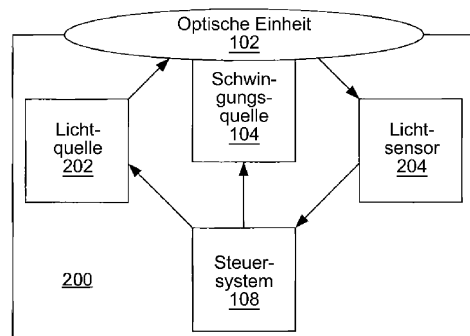 Optische Einheit
102
Schwin-
gungs-
quelle
104
Licht-
quelle
202
Licht-
sensor
204
Steuer-
system
108
200